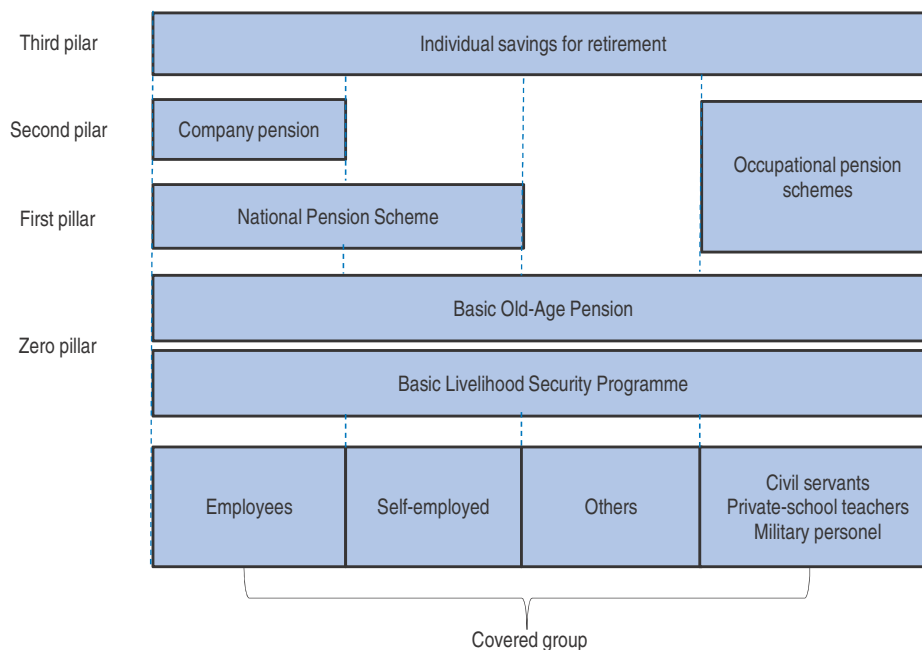 Third pilar
Individual savings for retirement
Second pilar
Company pension
Occupational pension
schemes
First pillar
National Pension Scheme
Zero pillar
Basic Old-Age Pension
Basic Livelihood Security Programme
Employees
Self-employed
Others
Civil servants
Private-school teachers
Military personel
Covered group